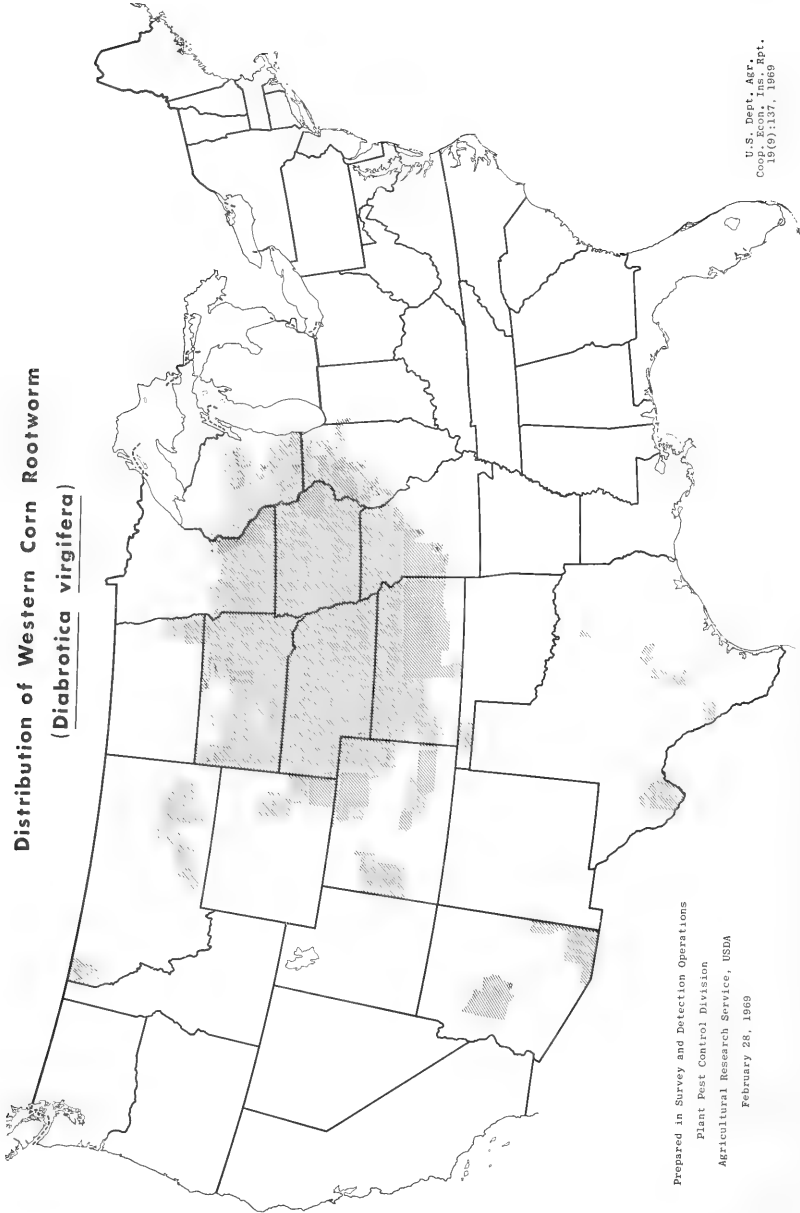 Distribution of Western Corn Rootworm
(Diabrotica virgifera)
Prepared in Survey and Detection Operations
Plant Pest Control Division
Agricultural Research Service, USDA
February 28, 1969
U.S. Dept. Agr.
Coop. Econ. Ins. Rpt.
19(9):137, 1969